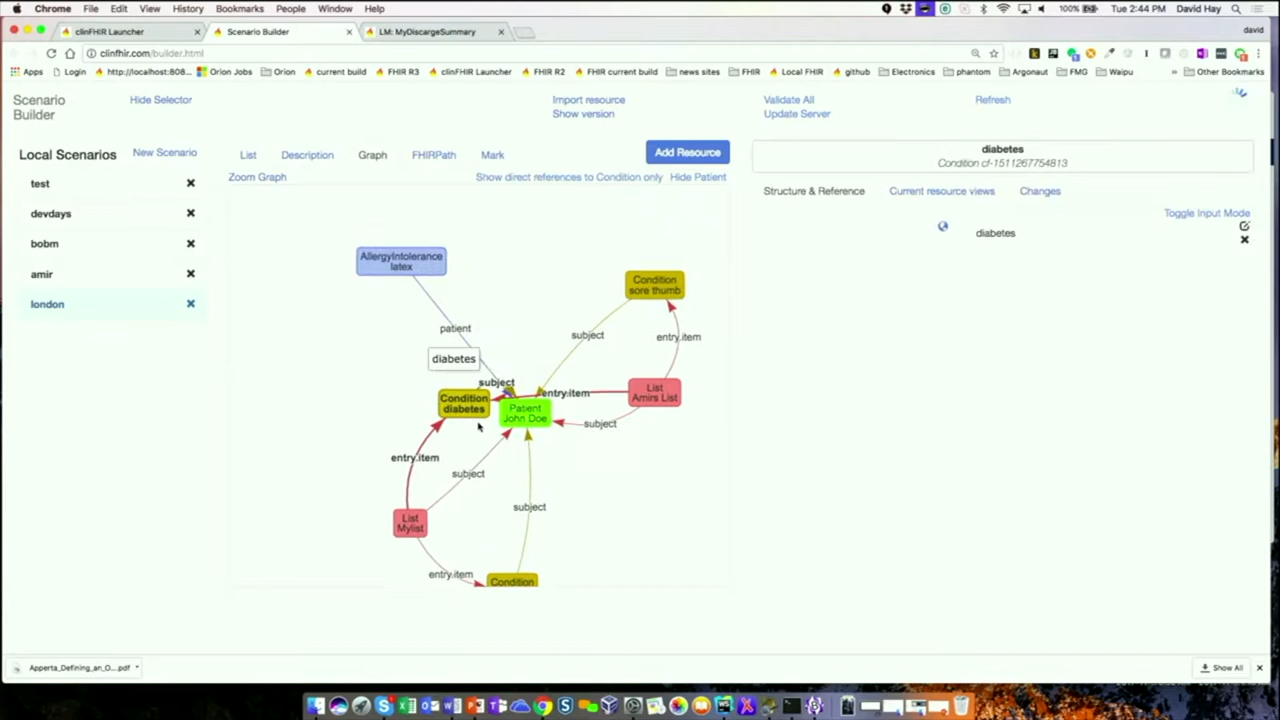 Chrome File Edit View History Bookmarks People Window Help
100% Tue 2:44 PM David Hay
clinFHIR Launcher
Scenario Builder
LM: MyDiscargeSummary
david
clinfhir.com/builder.html
Apps Login http://localhost:808... Orion Jobs Orion current build FHIR R3 clinFHIR Launcher FHIR R2 FHIR current build news sites FHIR Local FHIR github Electronics phantom Argonaut FMG Waipu » Other Bookmarks
Scenario
Builder
Hide Selector
Import resource
Show version
Validate All
Update Server
Refresh
Local Scenarios
New Scenario
test
devdays
bobm
amir
london
List Description Graph FHIRPath Mark
Add Resource
Zoom Graph
Show direct references to Condition only Hide Patient
AllergyIntolerance
latex
Condition
sore thumb
patient
subject
entry.item
diabetes
subject
Condition
diabetes
Patient
John Doe
entry.item
List
Amirs List
subject
entry.item
subject
subject
List
Mylist
entry.item
Condition
diabetes
Condition cf-1511267754813
Structure & Reference Current resource views Changes
Toggle Input Mode
diabetes
Apperta_Defining_an_O....pdf
Show All